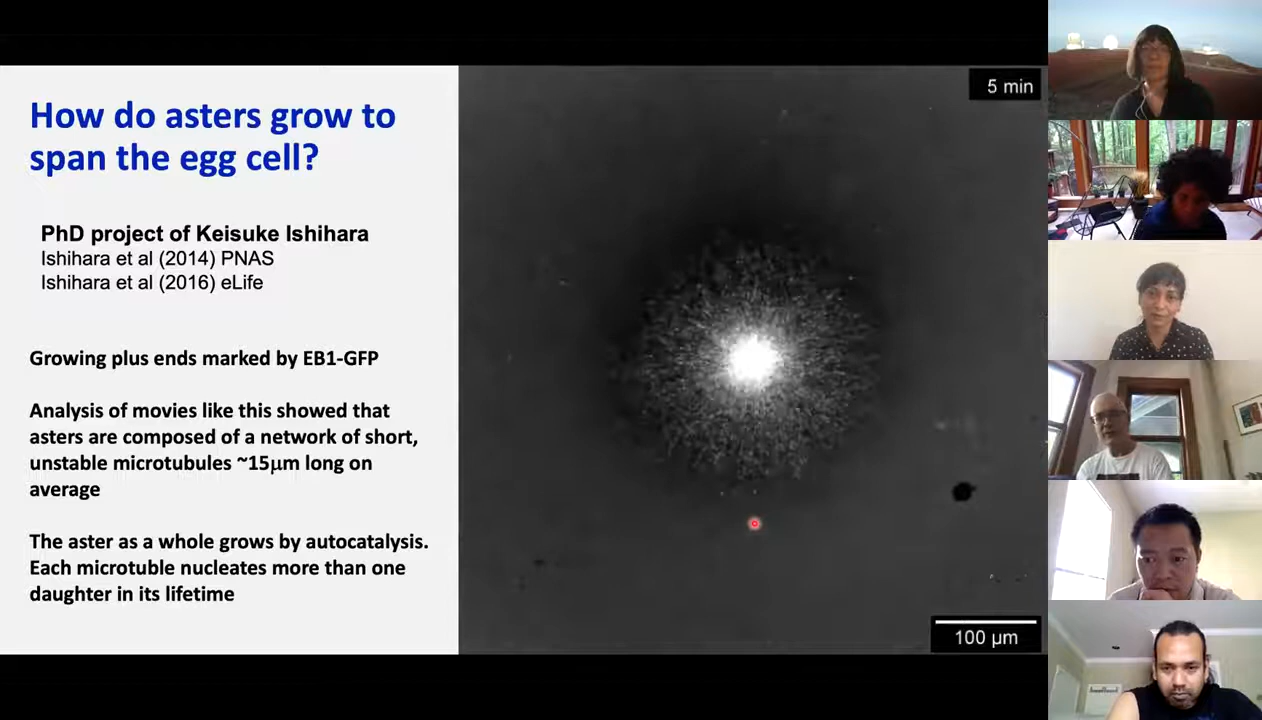 How do asters grow to
span the egg cell?
PhD project of Keisuke Ishihara
Ishihara et al (2014) PNAS
Ishihara et al (2016) eLife
Growing plus ends marked by EB1-GFP
Analysis of movies like this showed that
asters are composed of a network of short,
unstable microtubules ~15μm long on
average
The aster as a whole grows by autocatalysis.
Each microtuble nucleates more than one
daughter in its lifetime
5 min
100 μm